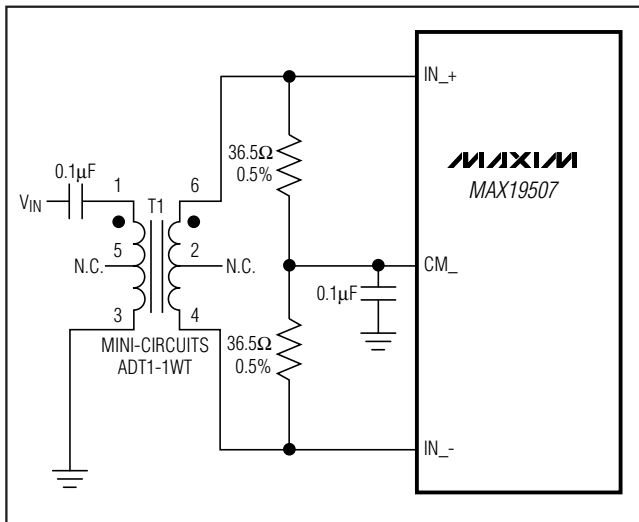 IN_+
36.5Ω
0.5%
MAXIM
MAX19507
0.1μF
VIN
1
6
T1
5
2
N.C.
N.C.
CM_
0.1μF
3
4
MINI-CIRCUITS
ADT1-1WT
36.5Ω
0.5%
IN_-